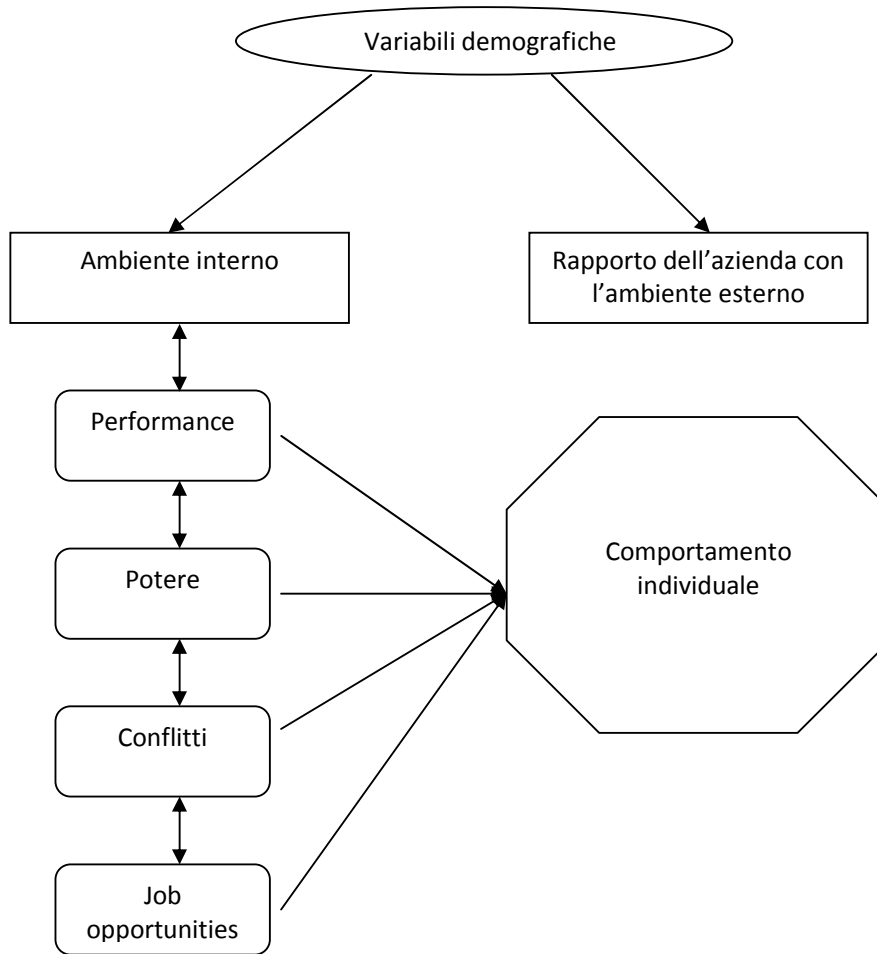 Variabili demografiche
Ambiente interno
Rapporto dell’azienda con
l’ambiente esterno
Performance
Potere
Comportamento
individuale
Conflitti
Job
opportunities